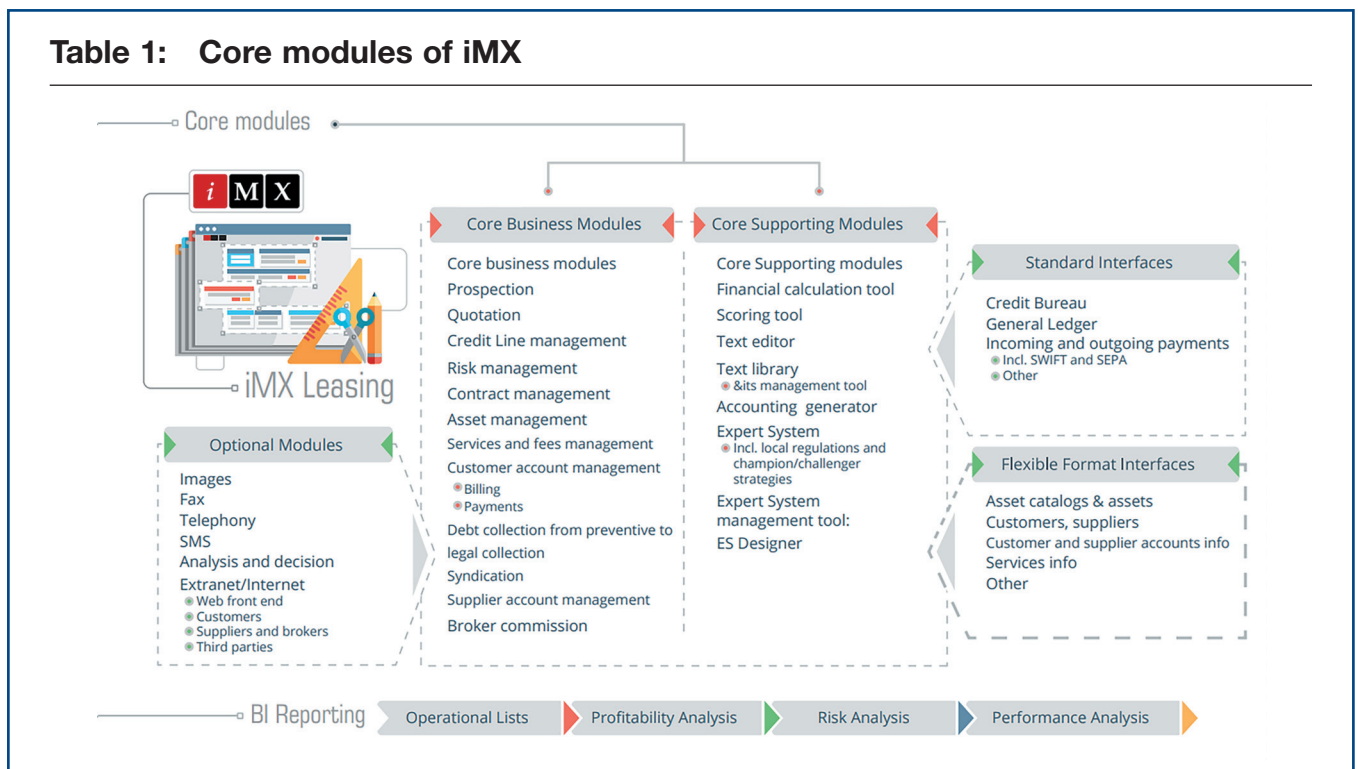 Table 1: Core modules of iMX
Core modules
iMX
iMX Leasing
Core Business Modules
Core business modules
Prospection
Quotation
Credit Line management
Risk management
Contract management
Asset management
Services and fees management
Customer account management
Billing
Payments
Debt collection from preventive to
legal collection
Syndication
Supplier account management
Broker commission
Core Supporting Modules
Core Supporting modules
Financial calculation tool
Scoring tool
Text editor
Text library
&its management tool
Accounting generator
Expert System
Incl. local regulations and
champion/challenger
strategies
Expert System
management tool:
ES Designer
Optional Modules
Images
Fax
Telephony
SMS
Analysis and decision
Extranet/Internet
Web front end
Customers
Suppliers and brokers
Third parties
Standard Interfaces
Credit Bureau
General Ledger
Incoming and outgoing payments
Incl. SWIFT and SEPA
Other
Flexible Format Interfaces
Asset catalogs & assets
Customers, suppliers
Customer and supplier accounts info
Services info
Other
BI Reporting
Operational Lists
Profitability Analysis
Risk Analysis
Performance Analysis